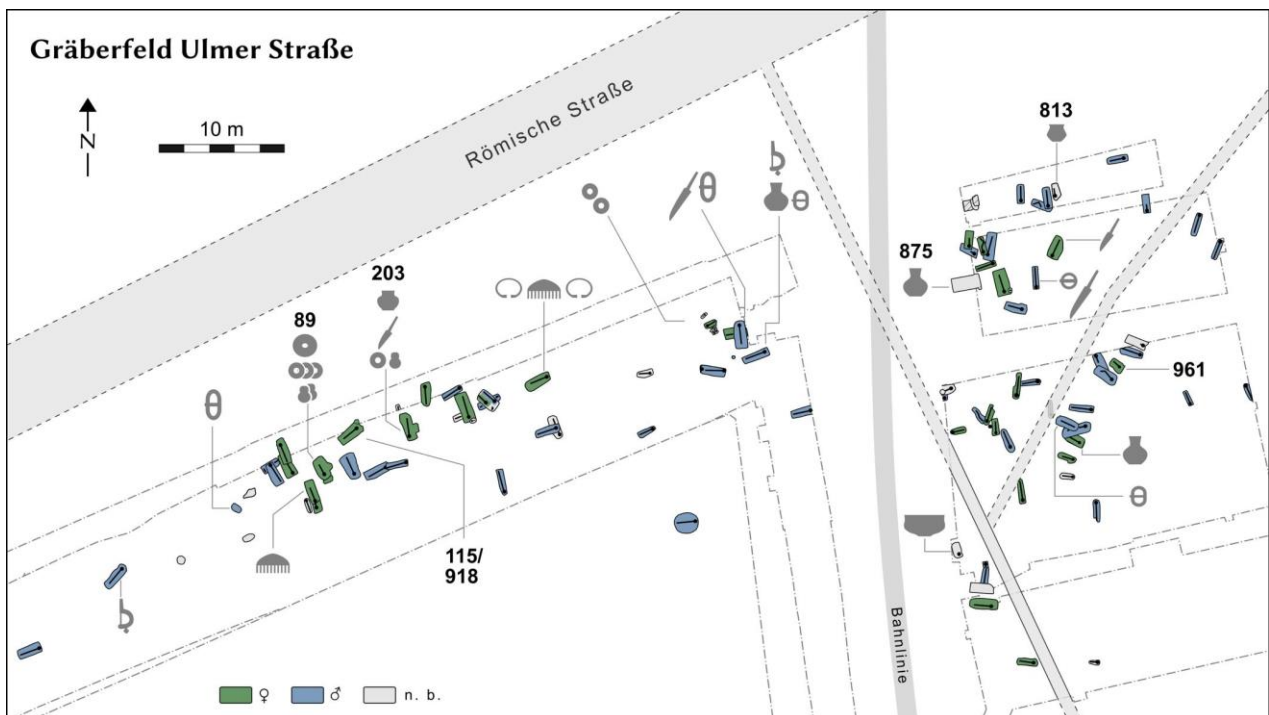 Gräberfeld Ulmer Straße
N
10 m
Römische Straße
813
875
203
89
961
115/
918
Bahnlinie
♀
♂
n. b.